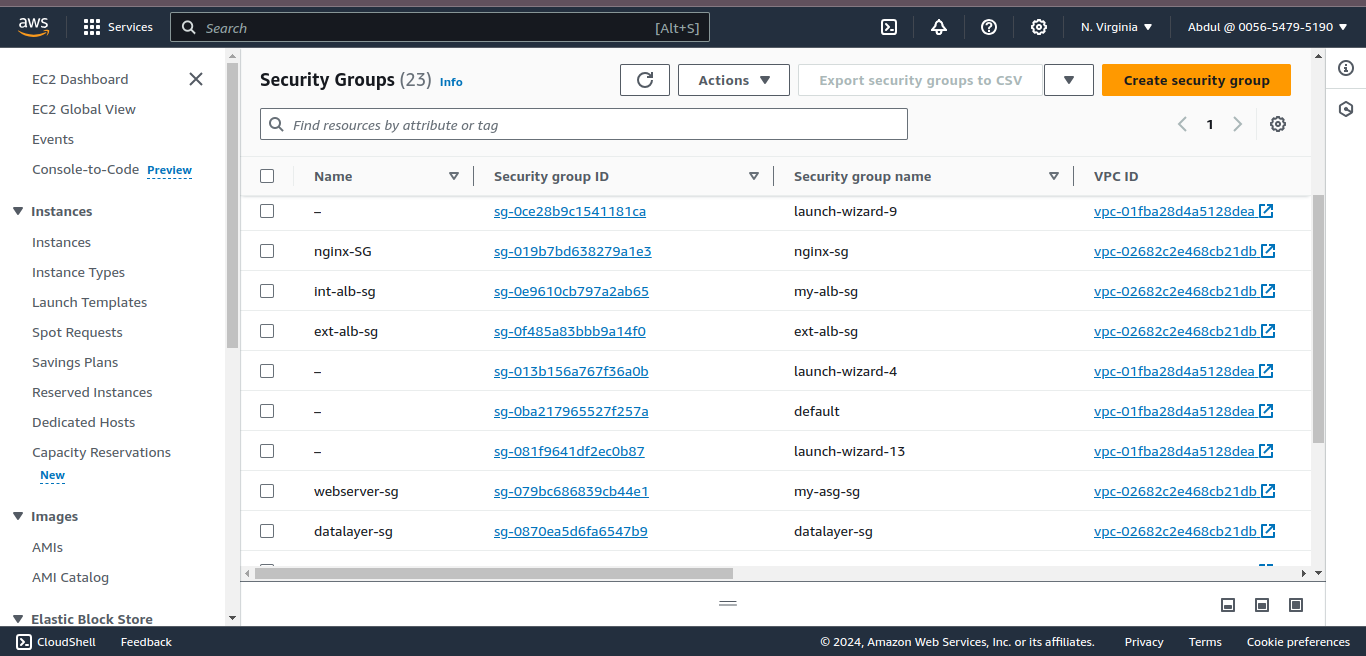 aws Services Search [Alt+S] N. Virginia Abdul @ 0056-5479-5190
EC2 Dashboard
EC2 Global View
Events
Console-to-Code Preview
Instances
Instances
Instance Types
Launch Templates
Spot Requests
Savings Plans
Reserved Instances
Dedicated Hosts
Capacity Reservations
New
Images
AMIs
AMI Catalog
Elastic Block Store
Security Groups (23) Info Actions Export security groups to CSV Create security group
Find resources by attribute or tag 1
Name Security group ID Security group name VPC ID
– sg-0ce28b9c1541181ca launch-wizard-9 vpc-01fba28d4a5128dea
nginx-SG sg-019b7bd638279a1e3 nginx-sg vpc-02682c2e468cb21db
int-alb-sg sg-0e9610cb797a2ab65 my-alb-sg vpc-02682c2e468cb21db
ext-alb-sg sg-0f485a83bbb9a14f0 ext-alb-sg vpc-02682c2e468cb21db
– sg-013b156a767f36a0b launch-wizard-4 vpc-01fba28d4a5128dea
– sg-0ba217965527f257a default vpc-01fba28d4a5128dea
– sg-081f9641df2ec0b87 launch-wizard-13 vpc-01fba28d4a5128dea
webserver-sg sg-079bc686839cb44e1 my-asg-sg vpc-02682c2e468cb21db
datalayer-sg sg-0870ea5d6fa6547b9 datalayer-sg vpc-02682c2e468cb21db
CloudShell Feedback © 2024, Amazon Web Services, Inc. or its affiliates. Privacy Terms Cookie preferences